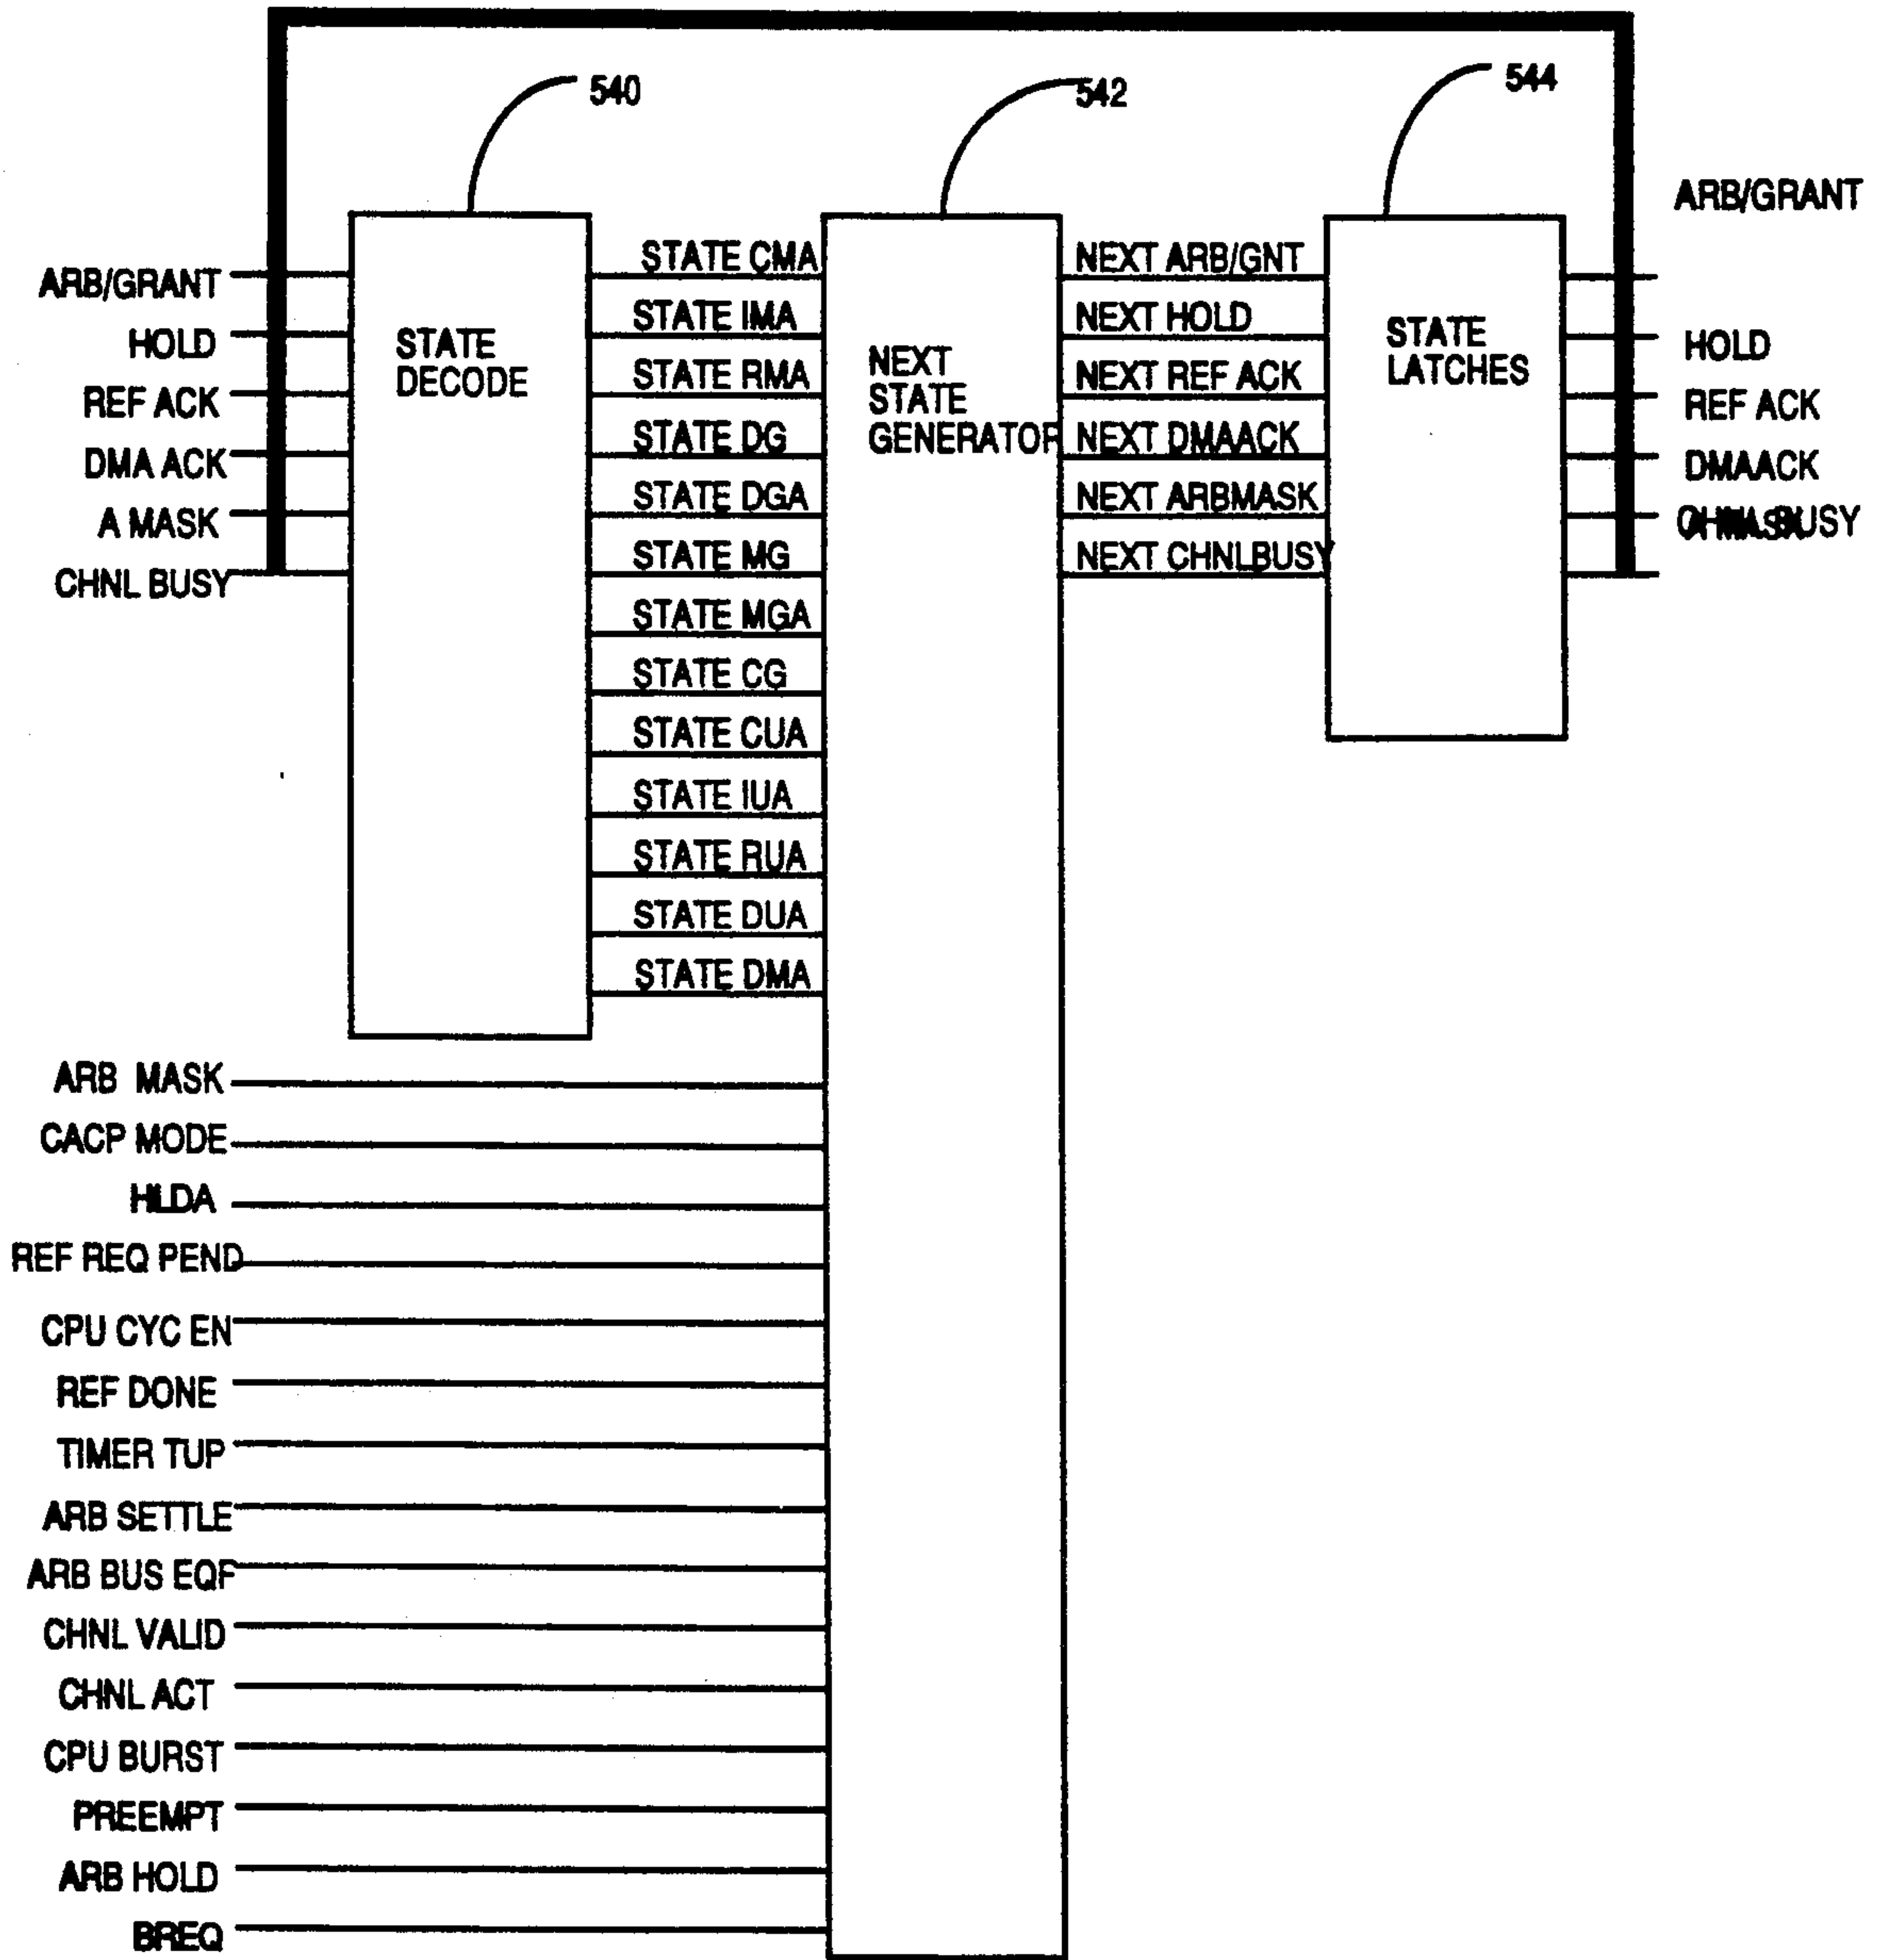 540
542
544
ARB/GRANT
HOLD
REF ACK
DMA ACK
A MASK
CHNL BUSY
STATE
DECODE
STATE CMA
STATE IMA
STATE RMA
STATE DG
STATE DGA
STATE MG
STATE MGA
STATE CG
STATE CUA
STATE IUA
STATE RUA
STATE DUA
STATE DMA
NEXT
STATE
GENERATOR
NEXT ARB/GNT
NEXT HOLD
NEXT REF ACK
NEXT DMAACK
NEXT ARBMASK
NEXT CHNLBUSY
STATE
LATCHES
ARB/GRANT
HOLD
REF ACK
DMAACK
BUSY
ARB MASK
CACP MODE
HLDA
REF REQ PEND
CPU CYC EN
REF DONE
TIMER TUP
ARB SETTLE
ARB BUS EQF
CHNL VALID
CHNL ACT
CPU BURST
PREEMPT
ARB HOLD
BREQ